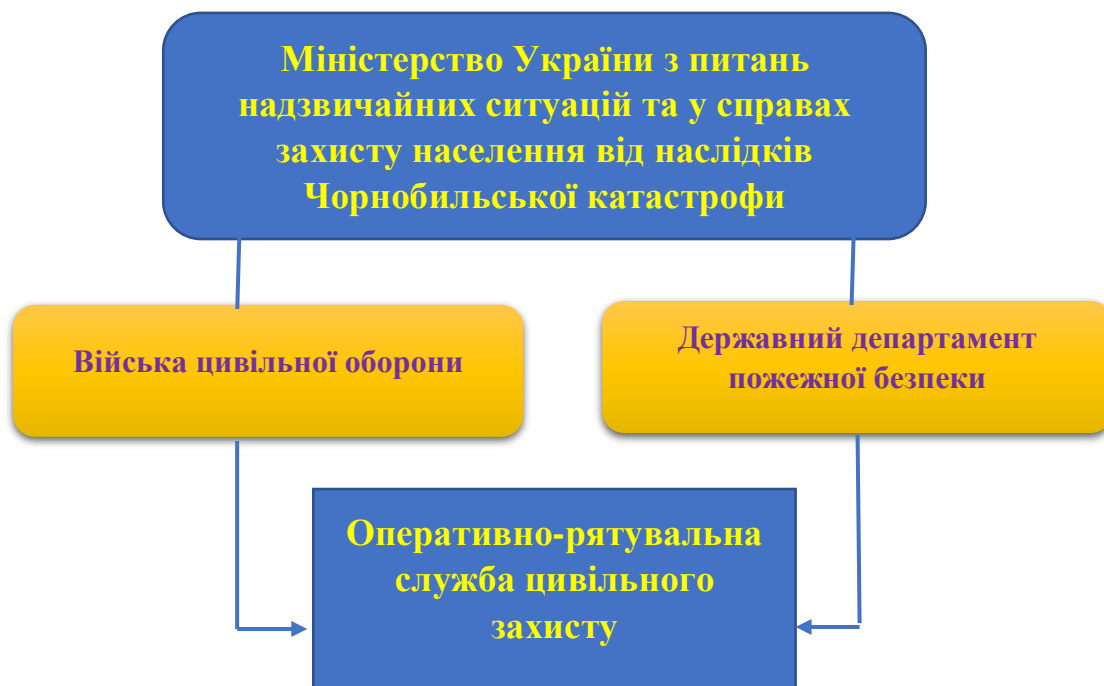 Міністерство України з питань
надзвичайних ситуацій та у справах
захисту населення від наслідків
Чорнобильської катастрофи
Війська цивільної оборони
Державний департамент
пожежної безпеки
Оперативно-рятувальна
служба цивільного
захисту